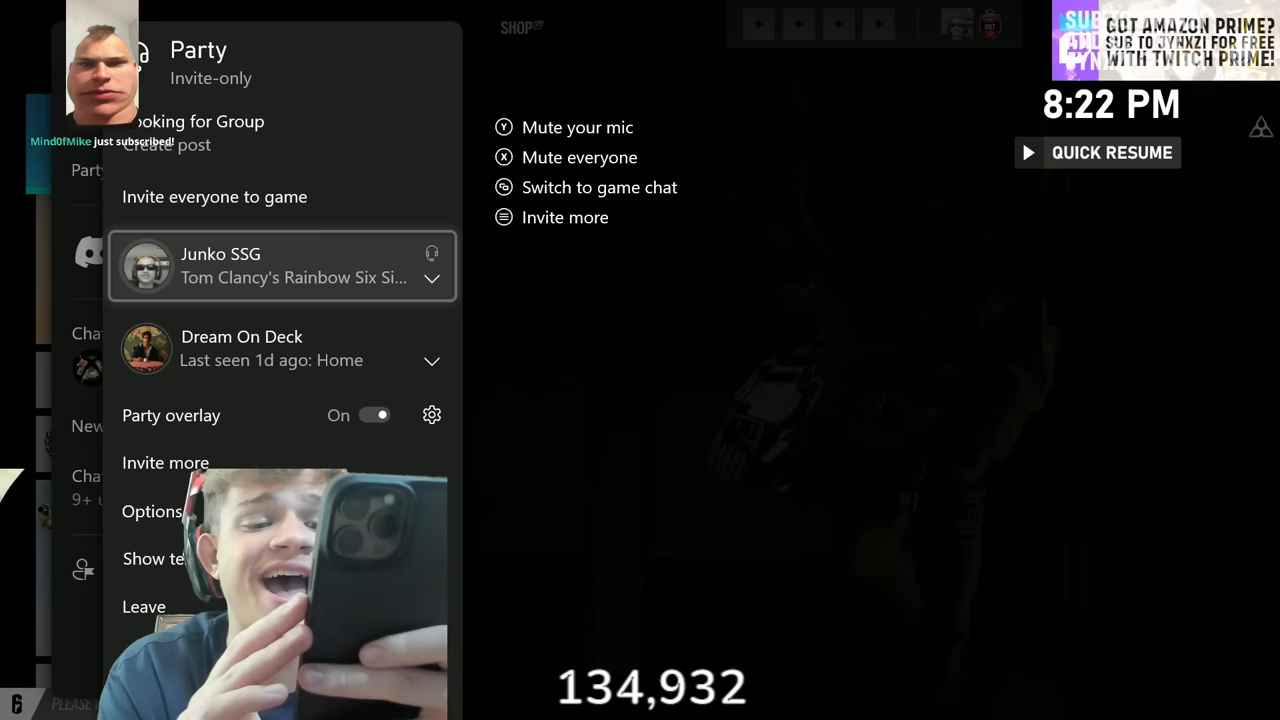 Party
Invite-only
ooking for Group
Create post
Mind0fMike just subscribed!
Invite everyone to game
Junko SSG
Tom Clancy's Rainbow Six Si...
Dream On Deck
Last seen 1d ago: Home
Party overlay
On
Invite more
Options
Show te
Leave
Party
Cha
New
Cha
9+ u
PLEASE
SHOP
Mute your mic
Mute everyone
Switch to game chat
Invite more
GOT AMAZON PRIME?
SUB TO JYNXZI FOR FREE
WITH TWITCH PRIME!
8:22 PM
QUICK RESUME
134,932